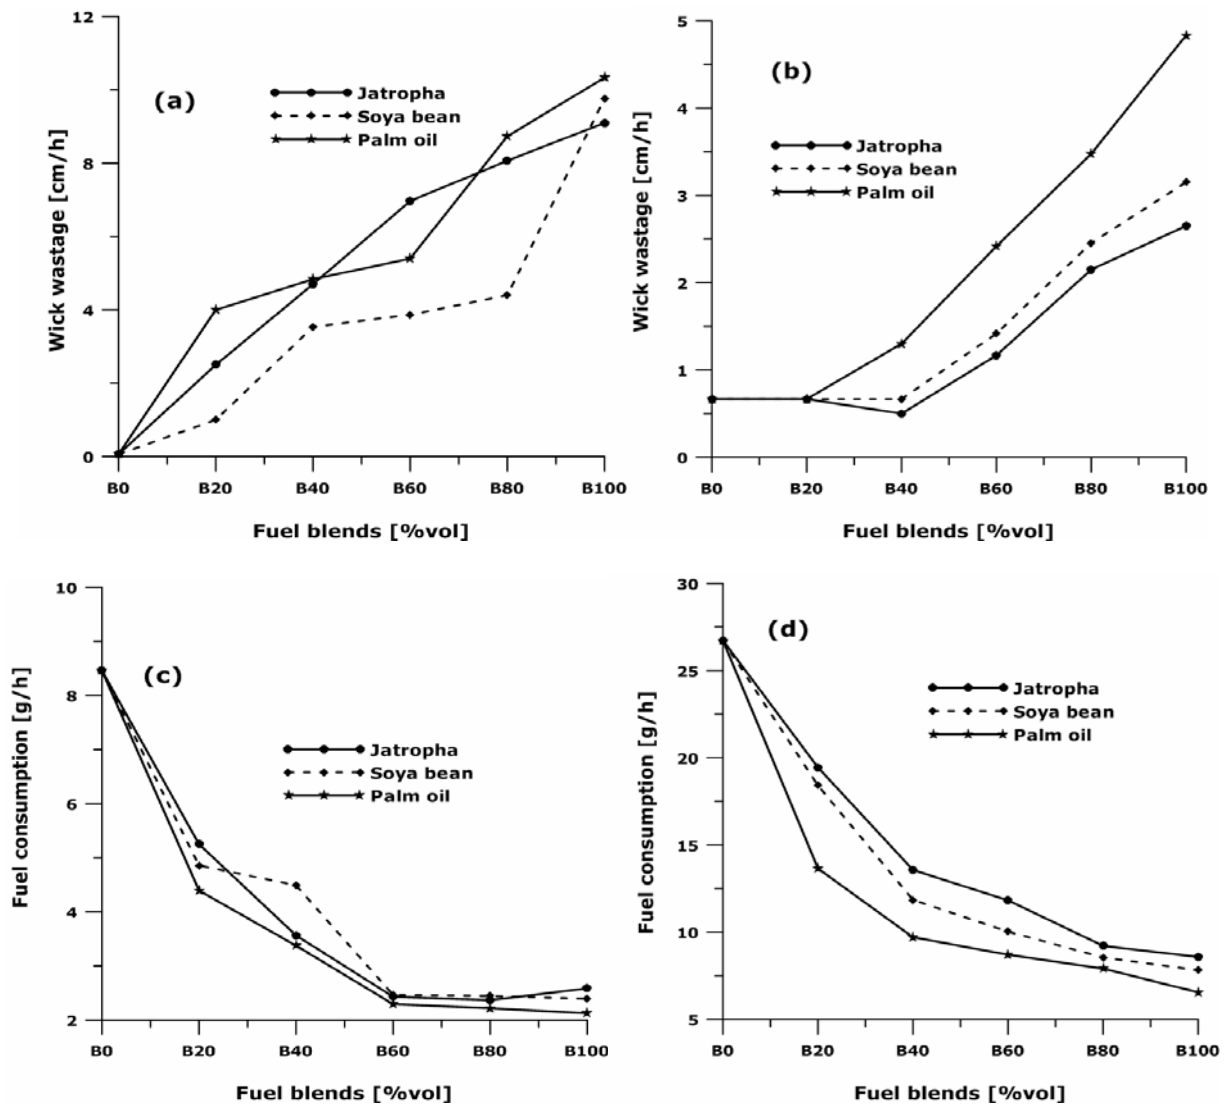 12
8
4
0
Wick wastage [cm/h]
(a)
Jatropha
Soya bean
Palm oil
B0 B20 B40 B60 B80 B100
Fuel blends [%vol]
5
4
3
2
1
0
Wick wastage [cm/h]
(b)
Jatropha
Soya bean
Palm oil
B0 B20 B40 B60 B80 B100
Fuel blends [%vol]
10
8
6
4
2
Fuel consumption [g/h]
(c)
Jatropha
Soya bean
Palm oil
B0 B20 B40 B60 B80 B100
Fuel blends [%vol]
30
25
20
15
10
5
Fuel consumption [g/h]
(d)
Jatropha
Soya bean
Palm oil
B0 B20 B40 B60 B80 B100
Fuel blends [%vol]